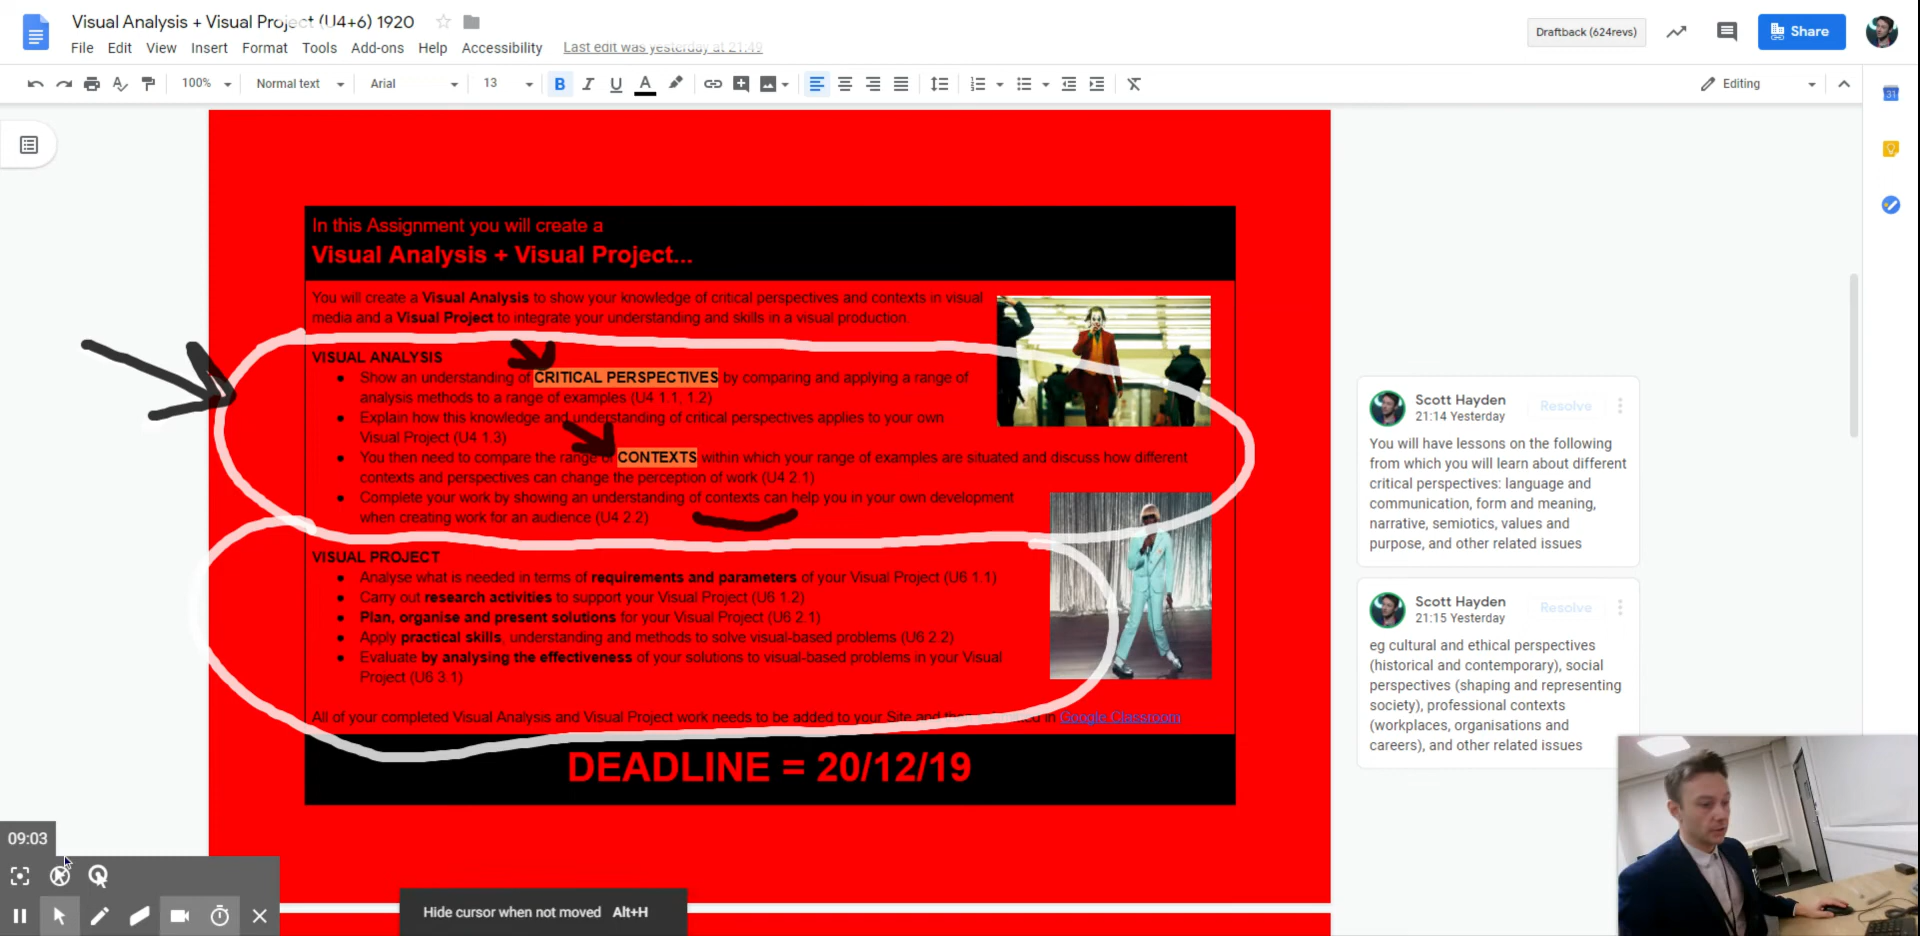 Visual Analysis + Visual Project (U4+6) 1920
File Edit View Insert Format Tools Add-ons Help Accessibility Last edit was yesterday at 21:49
Draftback (624revs)
Share
100% Normal text Arial 13 B I U A
Editing
31
In this Assignment you will create a
Visual Analysis + Visual Project...
You will create a Visual Analysis to show your knowledge of critical perspectives and contexts in visual
media and a Visual Project to integrate your understanding and skills in a visual production.
VISUAL ANALYSIS
● Show an understanding of CRITICAL PERSPECTIVES by comparing and applying a range of
analysis methods to a range of examples (U4 1.1, 1.2)
● Explain how this knowledge and understanding of critical perspectives applies to your own
Visual Project (U4 1.3)
● You then need to compare the range of CONTEXTS within which your range of examples are situated and discuss how different
contexts and perspectives can change the perception of work (U4 2.1)
● Complete your work by showing an understanding of contexts can help you in your own development
when creating work for an audience (U4 2.2)
VISUAL PROJECT
● Analyse what is needed in terms of requirements and parameters of your Visual Project (U6 1.1)
● Carry out research activities to support your Visual Project (U6 1.2)
● Plan, organise and present solutions for your Visual Project (U6 2.1)
● Apply practical skills, understanding and methods to solve visual-based problems (U6 2.2)
● Evaluate by analysing the effectiveness of your solutions to visual-based problems in your Visual
Project (U6 3.1)
All of your completed Visual Analysis and Visual Project work needs to be added to your Site and in Google Classroom
DEADLINE = 20/12/19
Scott Hayden
21:14 Yesterday
Resolve
You will have lessons on the following
from which you will learn about different
critical perspectives: language and
communication, form and meaning,
narrative, semiotics, values and
purpose, and other related issues
Scott Hayden
21:15 Yesterday
Resolve
eg cultural and ethical perspectives
(historical and contemporary), social
perspectives (shaping and representing
society), professional contexts
(workplaces, organisations and
careers), and other related issues
09:03
Hide cursor when not moved Alt+H